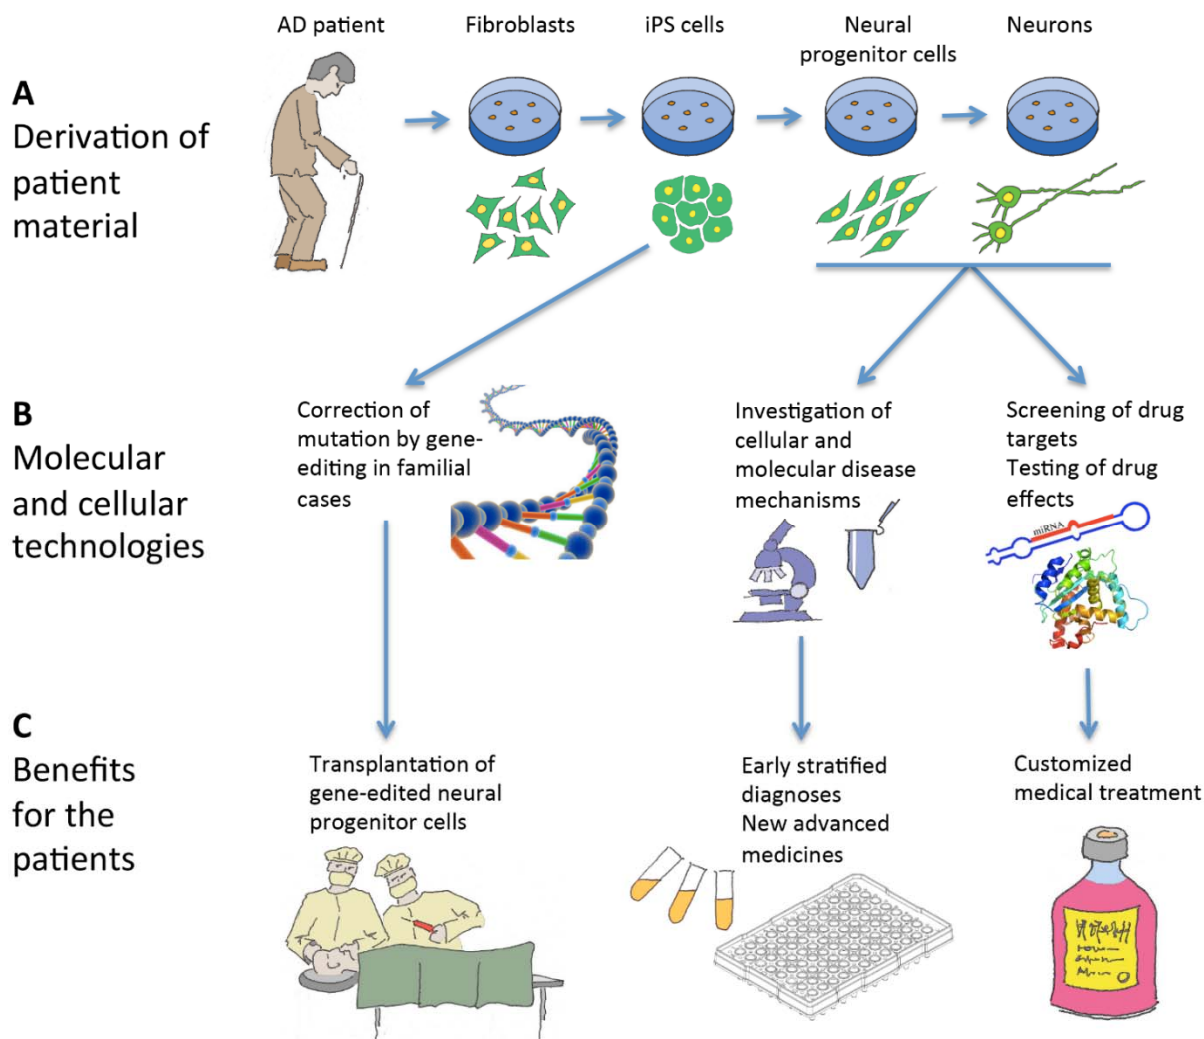 AD patient
Fibroblasts
iPS cells
Neural
progenitor cells
Neurons
A
Derivation of
patient
material
B
Molecular
and cellular
technologies
Correction of
mutation by gene-
editing in familial
cases
Investigation of
cellular and
molecular disease
mechanisms
Screening of drug
targets
Testing of drug
effects
miRNA
C
Benefits
for the
patients
Transplantation of
gene-edited neural
progenitor cells
Early stratified
diagnoses
New advanced
medicines
Customized
medical treatment